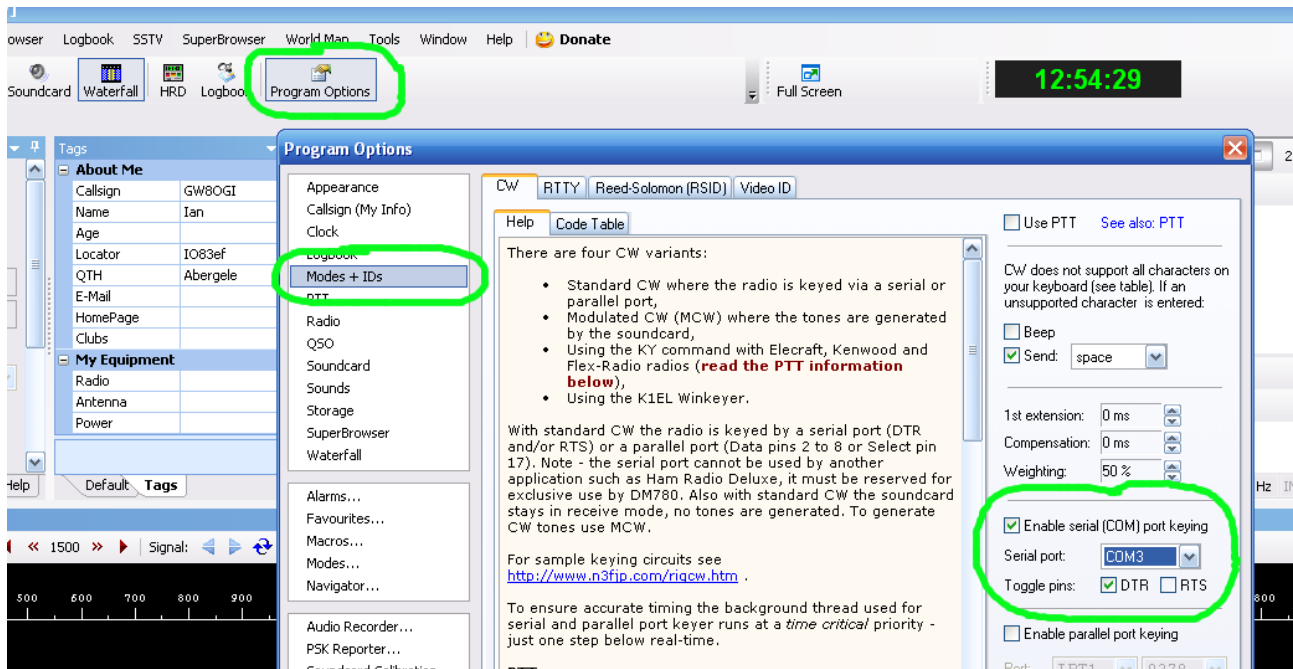 owser Logbook SSTV SuperBrowser World Map Tools Window Help Donate
Soundcard Waterfall HRD Logbook Program Options Full Screen 12:54:29
Tags
About Me
Callsign GW8OGI
Name Ian
Age
Locator IO83ef
QTH Abergele
E-Mail
HomePage
Clubs
My Equipment
Radio
Antenna
Power
Help Default Tags
1500 Signal:
500 600 700 800 900
Program Options
Appearance
Callsign (My Info)
Clock
Logbook
Modes + IDs
PTT
Radio
QSO
Soundcard
Sounds
Storage
SuperBrowser
Waterfall
Alarms...
Favourites...
Macros...
Modes...
Navigator...
Audio Recorder...
PSK Reporter...
Soundcard Calibration
CW RTTY Reed-Solomon (RSID) Video ID
Help Code Table
There are four CW variants:
• Standard CW where the radio is keyed via a serial or
parallel port,
• Modulated CW (MCW) where the tones are generated
by the soundcard,
• Using the KY command with Elecraft, Kenwood and
Flex-Radio radios (read the PTT information
below),
• Using the K1EL Winkeyer.
With standard CW the radio is keyed by a serial port (DTR
and/or RTS) or a parallel port (Data pins 2 to 8 or Select pin
17). Note - the serial port cannot be used by another
application such as Ham Radio Deluxe, it must be reserved for
exclusive use by DM780. Also with standard CW the soundcard
stays in receive mode, no tones are generated. To generate
CW tones use MCW.
For sample keying circuits see
http://www.n3fjp.com/rigcw.htm .
To ensure accurate timing the background thread used for
serial and parallel port keyer runs at a time critical priority -
just one step below real-time.
Use PTT See also: PTT
CW does not support all characters on
your keyboard (see table). If an
unsupported character is entered:
Beep
Send: space
1st extension: 0 ms
Compensation: 0 ms
Weighting: 50 %
Enable serial (COM) port keying
Serial port: COM3
Toggle pins: DTR RTS
Enable parallel port keying
Port: LPT1 0378
2
Hz
800